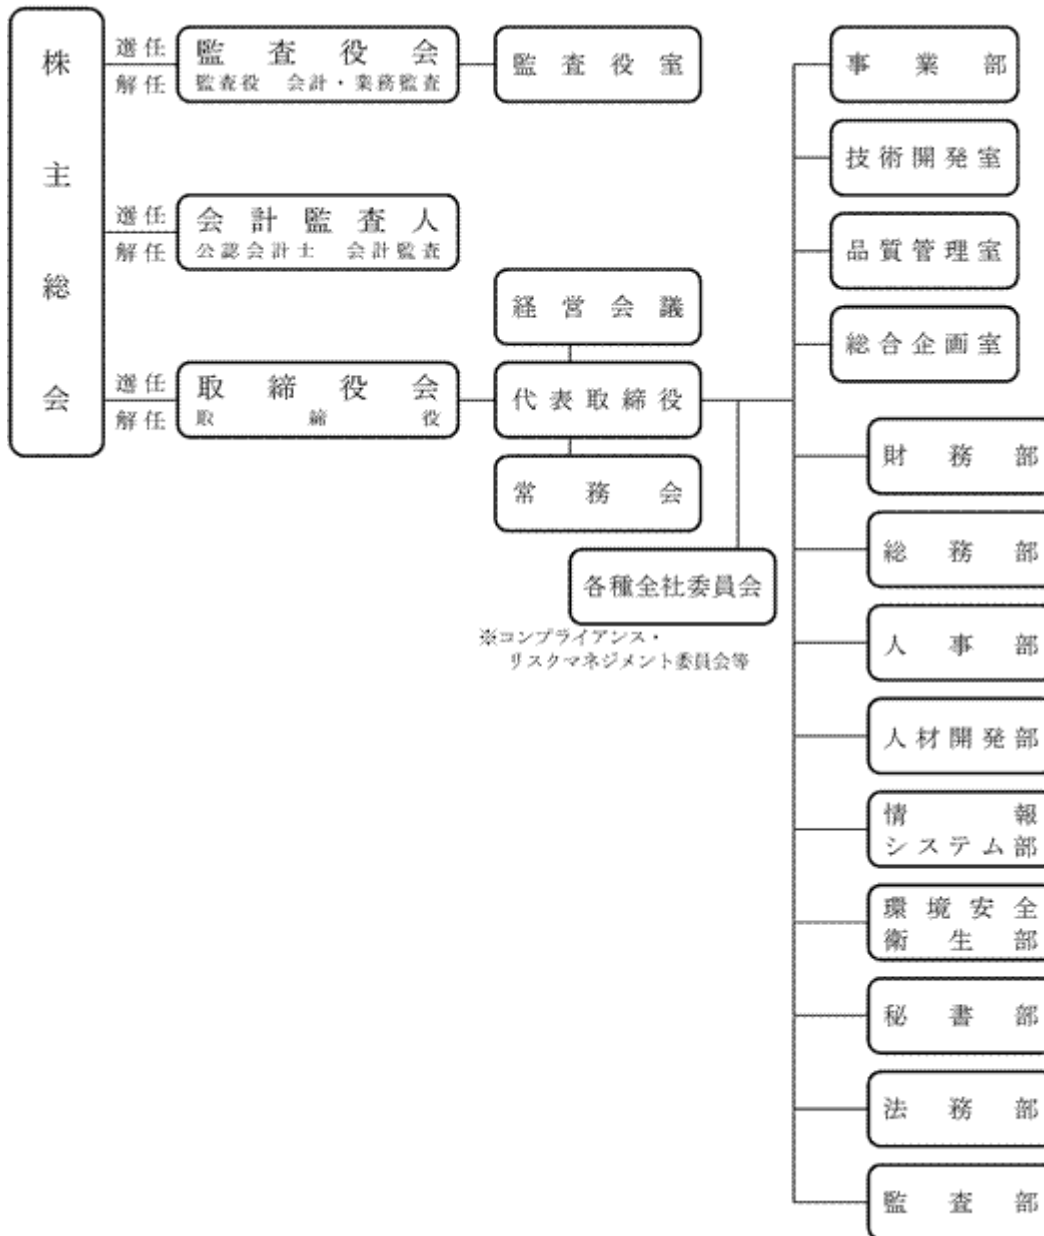 株主総会
選任
解任
監査役会
監査役 会計・業務監査
監査役室
選任
解任
会計監査人
公認会計士 会計監査
選任
解任
取締役会
取締役
経営会議
代表取締役
常務会
各種全社委員会
※コンプライアンス・
リスクマネジメント委員会等
事業部
技術開発室
品質管理室
総合企画室
財務部
総務部
人事部
人材開発部
情報
システム部
環境安全
衛生部
秘書部
法務部
監査部